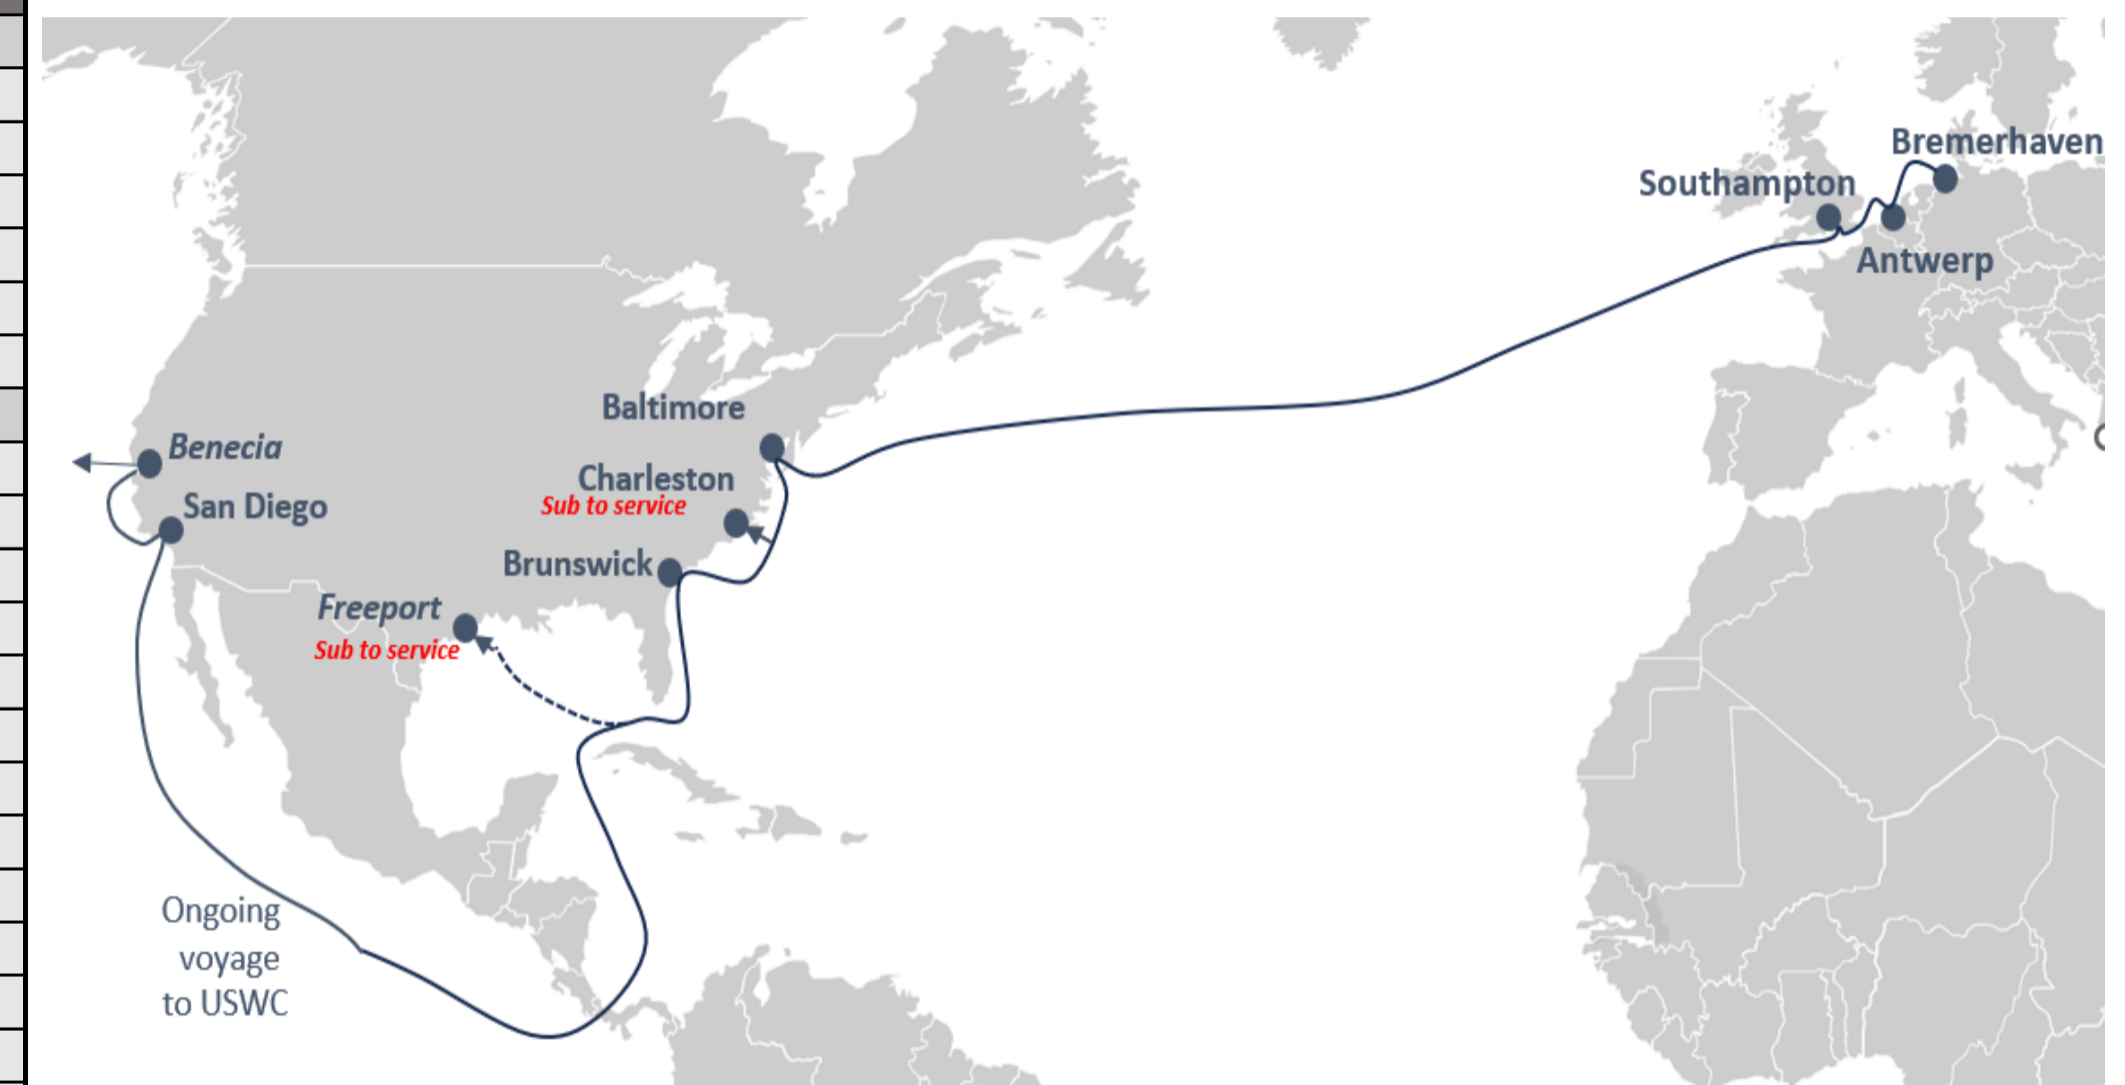 Bremerhaven
Southampton
Antwerp
Baltimore
Benecia
Charleston
San Diego
Sub to service
Brunswick
Freeport
Sub to service
Ongoing
voyage
to USWC